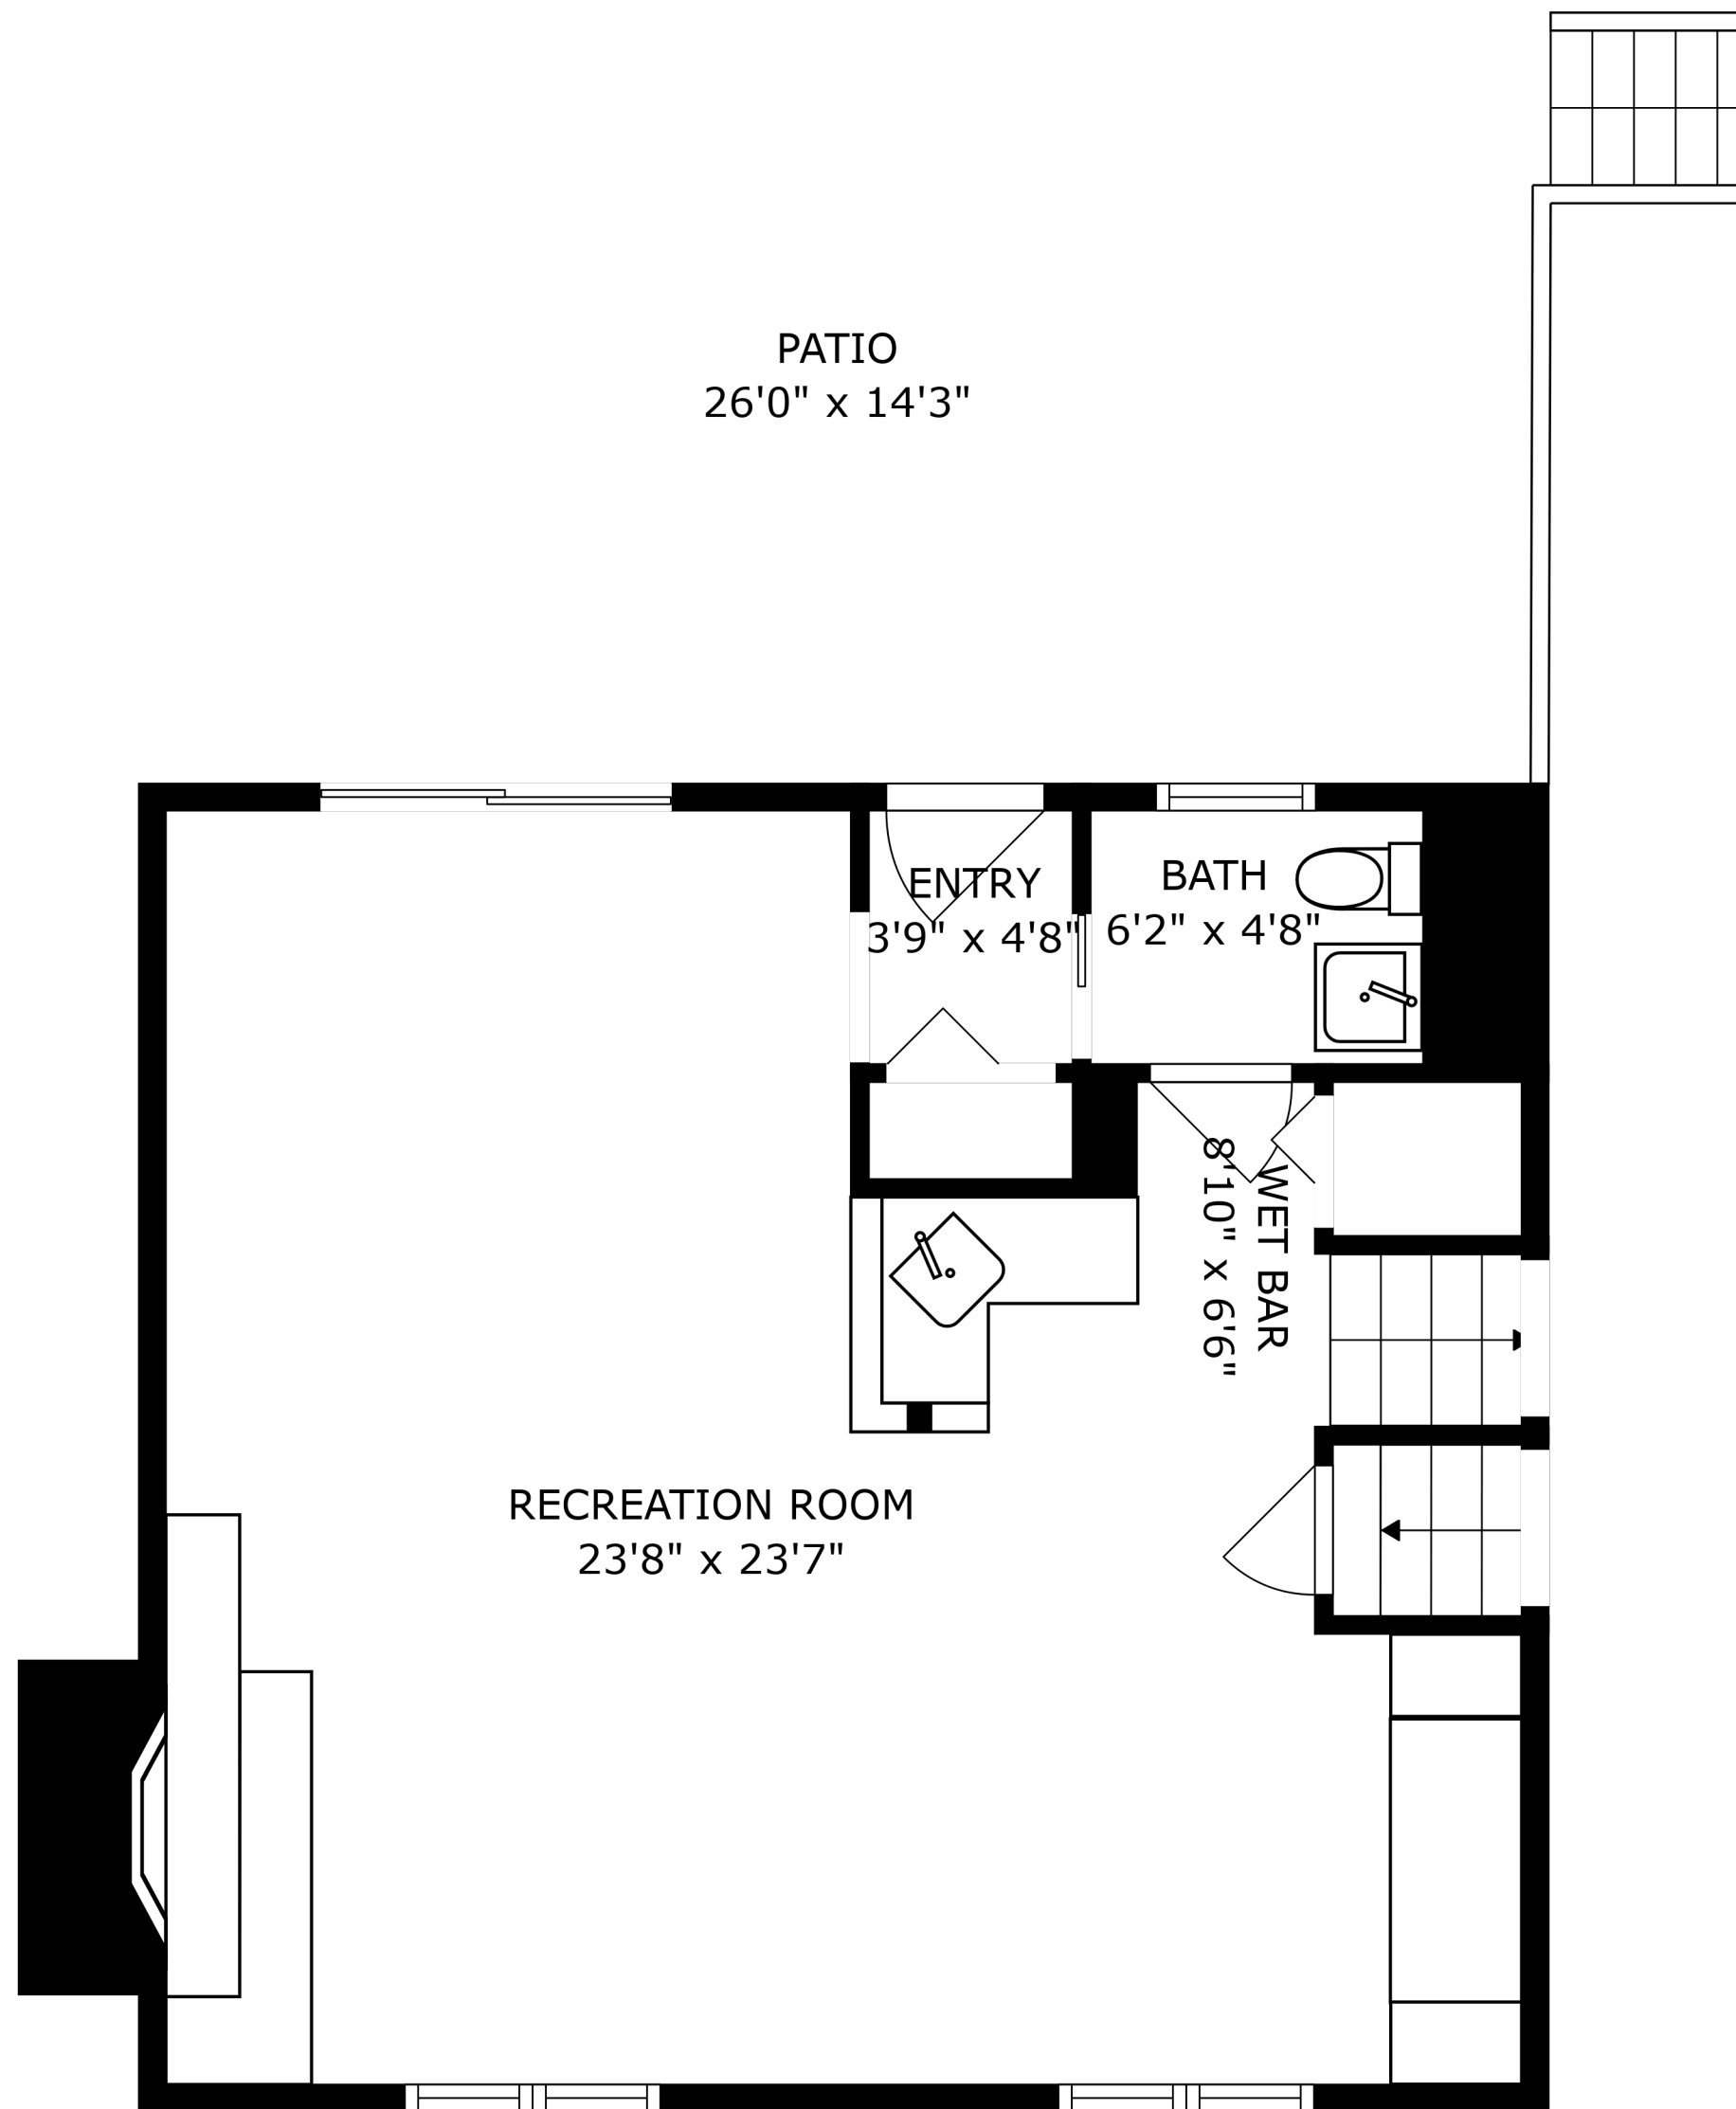 PATIO
26'0" x 14'3"
ENTRY
3'9" x 4'8"
BATH
6'2" x 4'8"
WET BAR
8'10" x 6'6"
RECREATION ROOM
23'8" x 23'7"